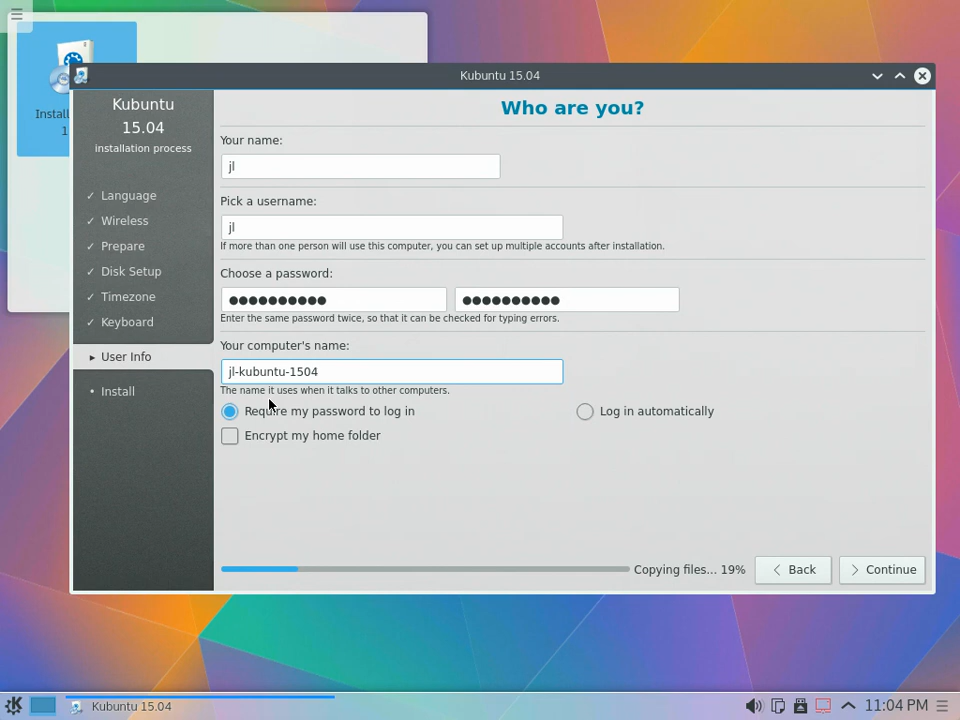 Install
1
Kubuntu 15.04
Kubuntu
15.04
installation process
✓ Language
✓ Wireless
✓ Prepare
✓ Disk Setup
✓ Timezone
✓ Keyboard
▸ User Info
• Install
Who are you?
Your name:
jl
Pick a username:
jl
If more than one person will use this computer, you can set up multiple accounts after installation.
Choose a password:
●●●●●●●●●● ●●●●●●●●●●
Enter the same password twice, so that it can be checked for typing errors.
Your computer's name:
jl-kubuntu-1504
The name it uses when it talks to other computers.
Require my password to log in Log in automatically
Encrypt my home folder
Copying files... 19% Back Continue
Kubuntu 15.04 11:04 PM